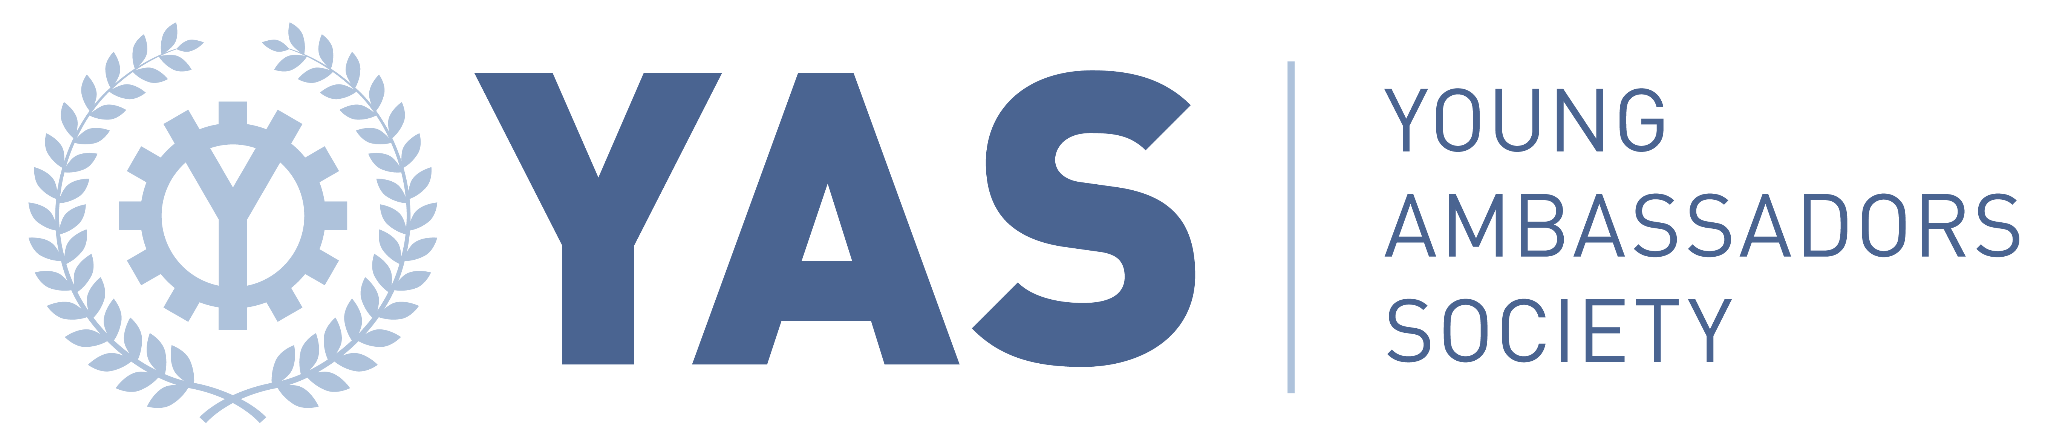 Y
YAS
YOUNG
AMBASSADORS
SOCIETY